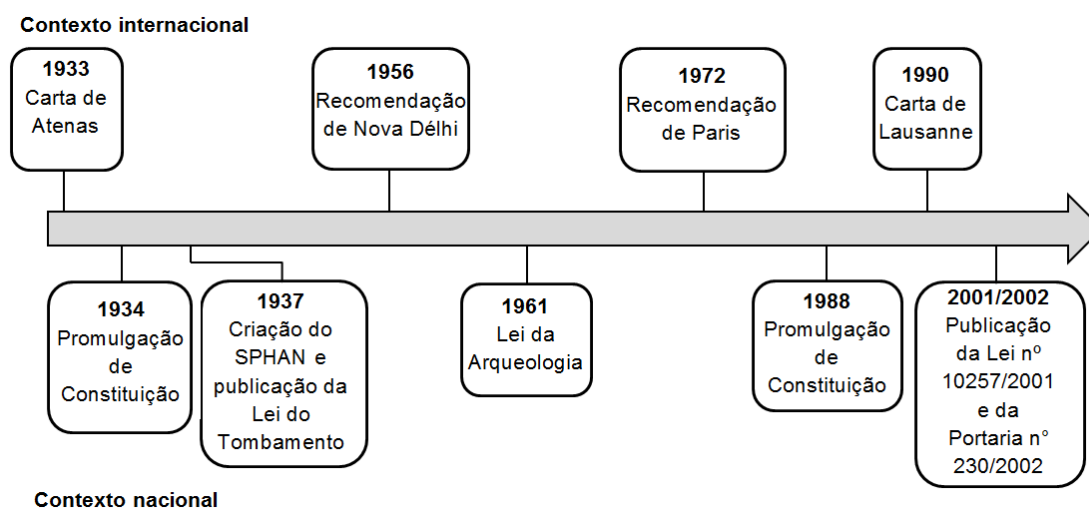 Contexto internacional
1933
Carta de
Atenas
1956
Recomendação
de Nova Délhi
1972
Recomendação
de Paris
1990
Carta de
Lausanne
1934
Promulgação
de
Constituição
1937
Criação do
SPHAN e
publicação da
Lei do
Tombamento
1961
Lei da
Arqueologia
1988
Promulgação
de
Constituição
2001/2002
Publicação
da Lei nº
10257/2001
e da
Portaria n°
230/2002
Contexto nacional